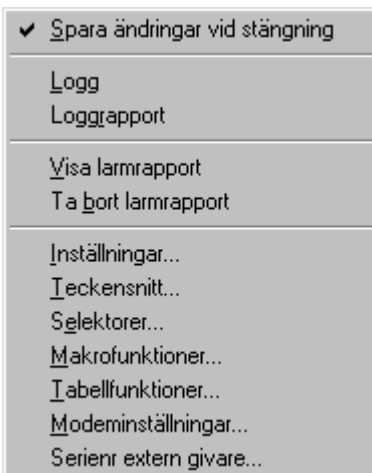 Spara ändringar vid stängning
Logg
Loggrapport
Visa larmrapport
Ta bort larmrapport
Inställningar...
Teckensnitt...
Selektorer...
Makrofunktioner...
Tabellfunktioner...
Modeminställningar...
Serienr extern givare...